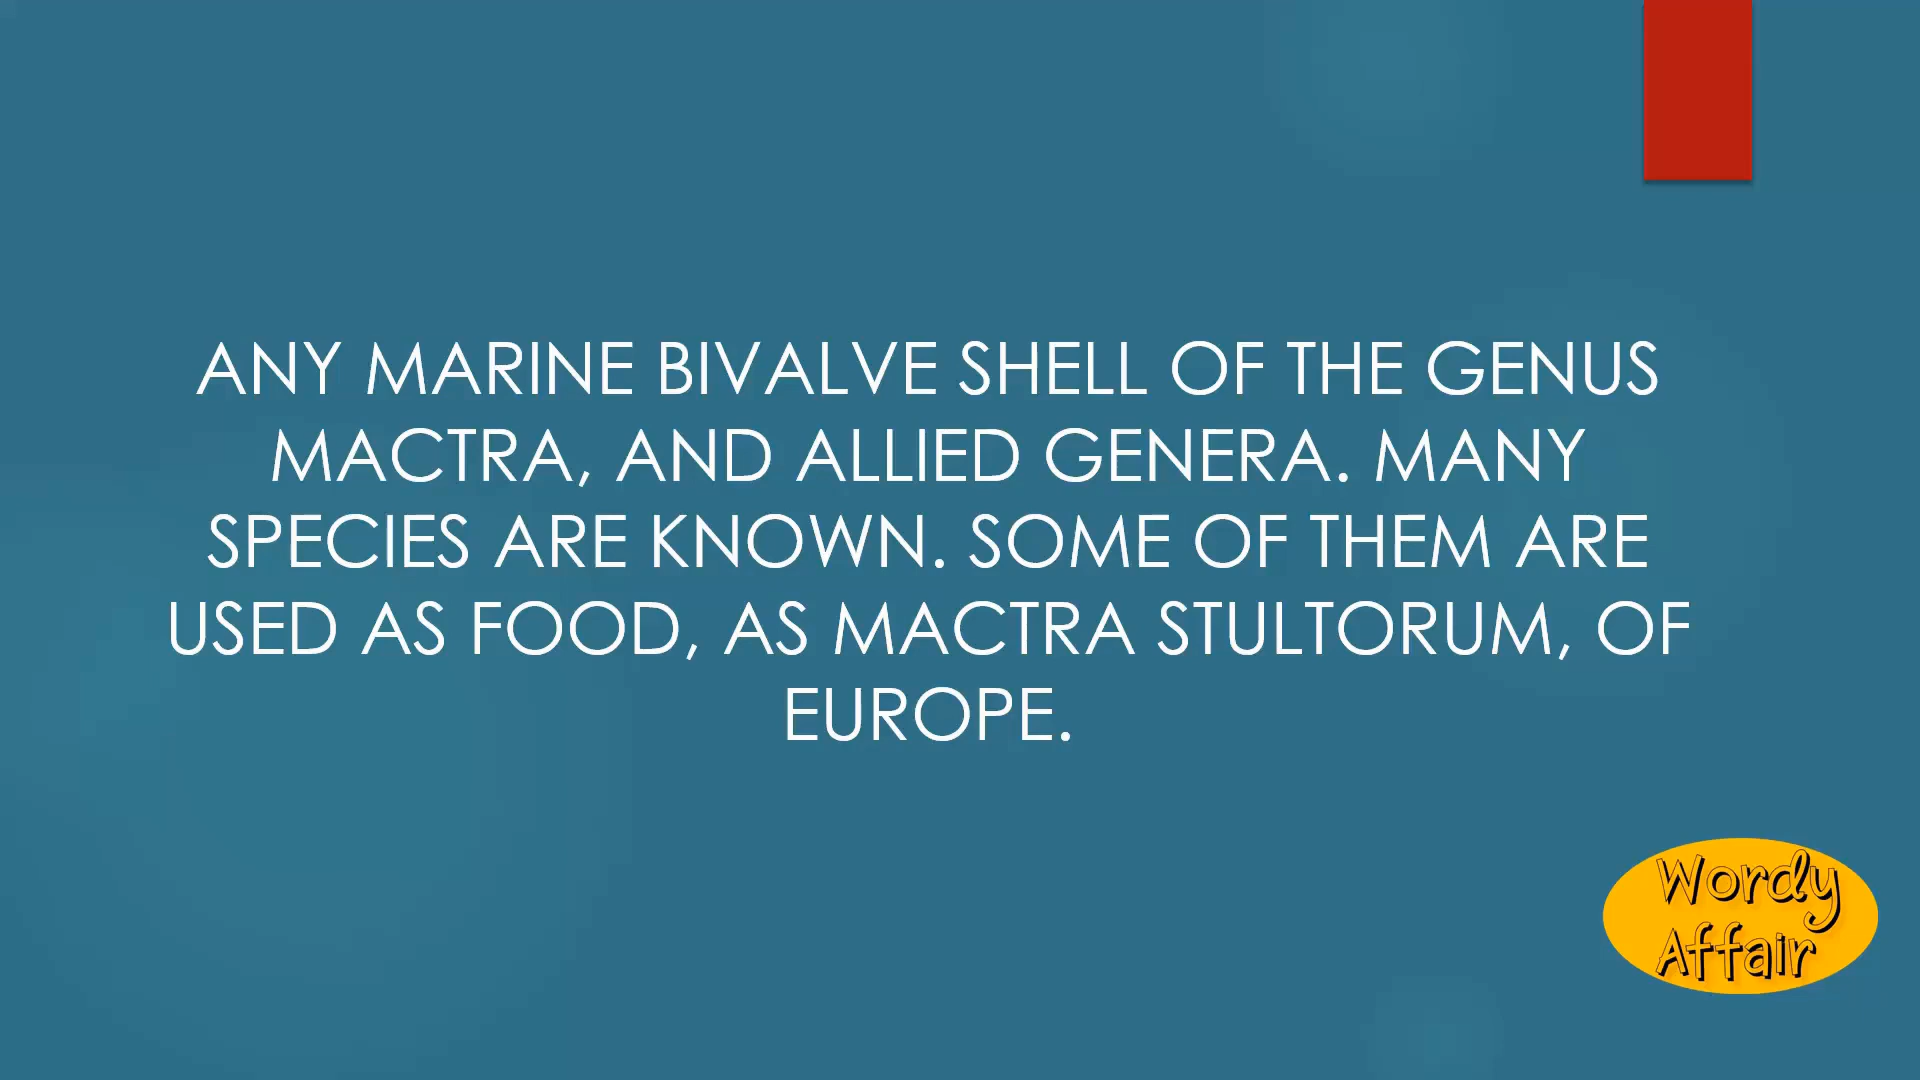 ANY MARINE BIVALVE SHELL OF THE GENUS
MACTRA, AND ALLIED GENERA. MANY
SPECIES ARE KNOWN. SOME OF THEM ARE
USED AS FOOD, AS MACTRA STULTORUM, OF
EUROPE.
Wordy
Affair